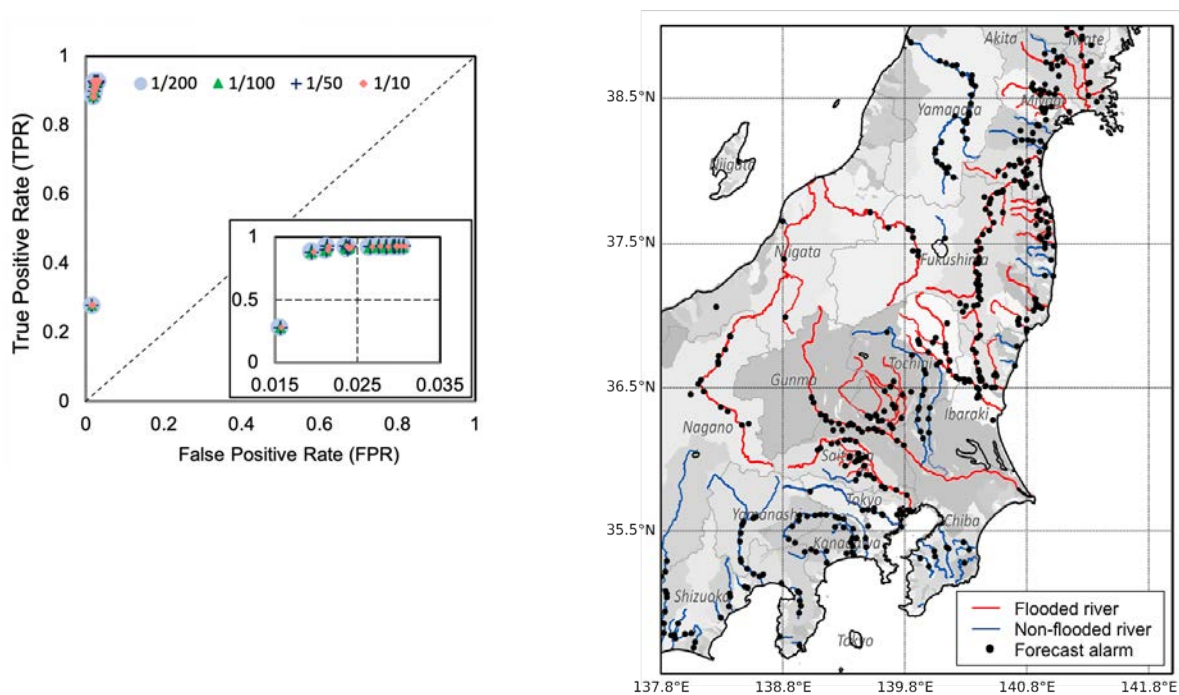 1
0.8
0.6
0.4
0.2
0
True Positive Rate (TPR)
1/200 1/100 1/50 1/10
1
0.5
0
0.015 0.025 0.035
0 0.2 0.4 0.6 0.8 1
False Positive Rate (FPR)
38.5°N
37.5°N
36.5°N
35.5°N
Akita
Iwate
Yamagata
Miyagi
Niigata
Niigata
Fukushima
Tochigi
Gunma
Ibaraki
Nagano
Saitama
Tokyo
Yamanashi
Chiba
Kanagawa
Shizuoka
Tokyo
Flooded river
Non-flooded river
Forecast alarm
137.8°E 138.8°E 139.8°E 140.8°E 141.8°E